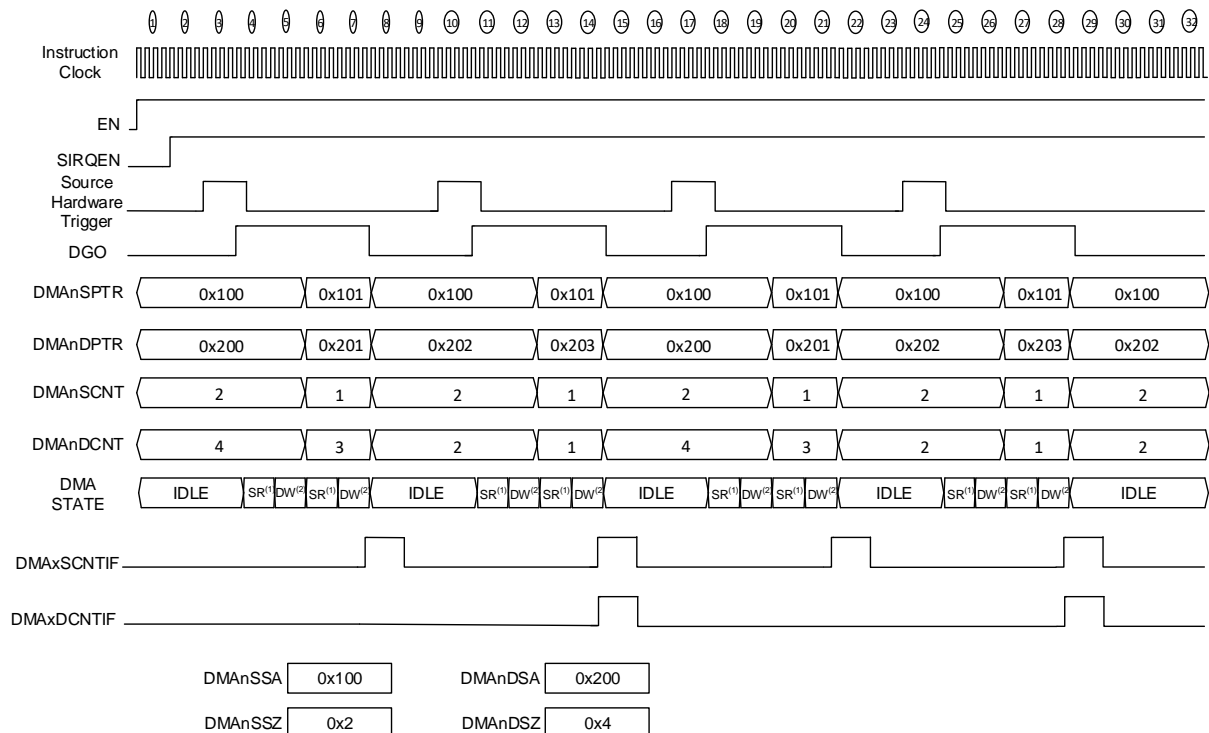 1 2 3 4 5 6 7 8 9 10 11 12 13 14 15 16 17 18 19 20 21 22 23 24 25 26 27 28 29 30 31 32
Instruction
Clock
EN
SIRQEN
Source
Hardware
Trigger
DGO
DMAnSPTR 0x100 0x101 0x100 0x101 0x100 0x101 0x100 0x101 0x100
DMAnDPTR 0x200 0x201 0x202 0x203 0x200 0x201 0x202 0x203 0x202
DMAnSCNT 2 1 2 1 2 1 2 1 2
DMAnDCNT 4 3 2 1 4 3 2 1 2
DMA
STATE
IDLE SR(1) DW(2) SR(1) DW(2) IDLE SR(1) DW(2) SR(1) DW(2) IDLE SR(1) DW(2) SR(1) DW(2) IDLE SR(1) DW(2) SR(1) DW(2) IDLE
DMAxSCNTIF
DMAxDCNTIF
DMAnSSA 0x100 DMAnDSA 0x200
DMAnSSZ 0x2 DMAnDSZ 0x4